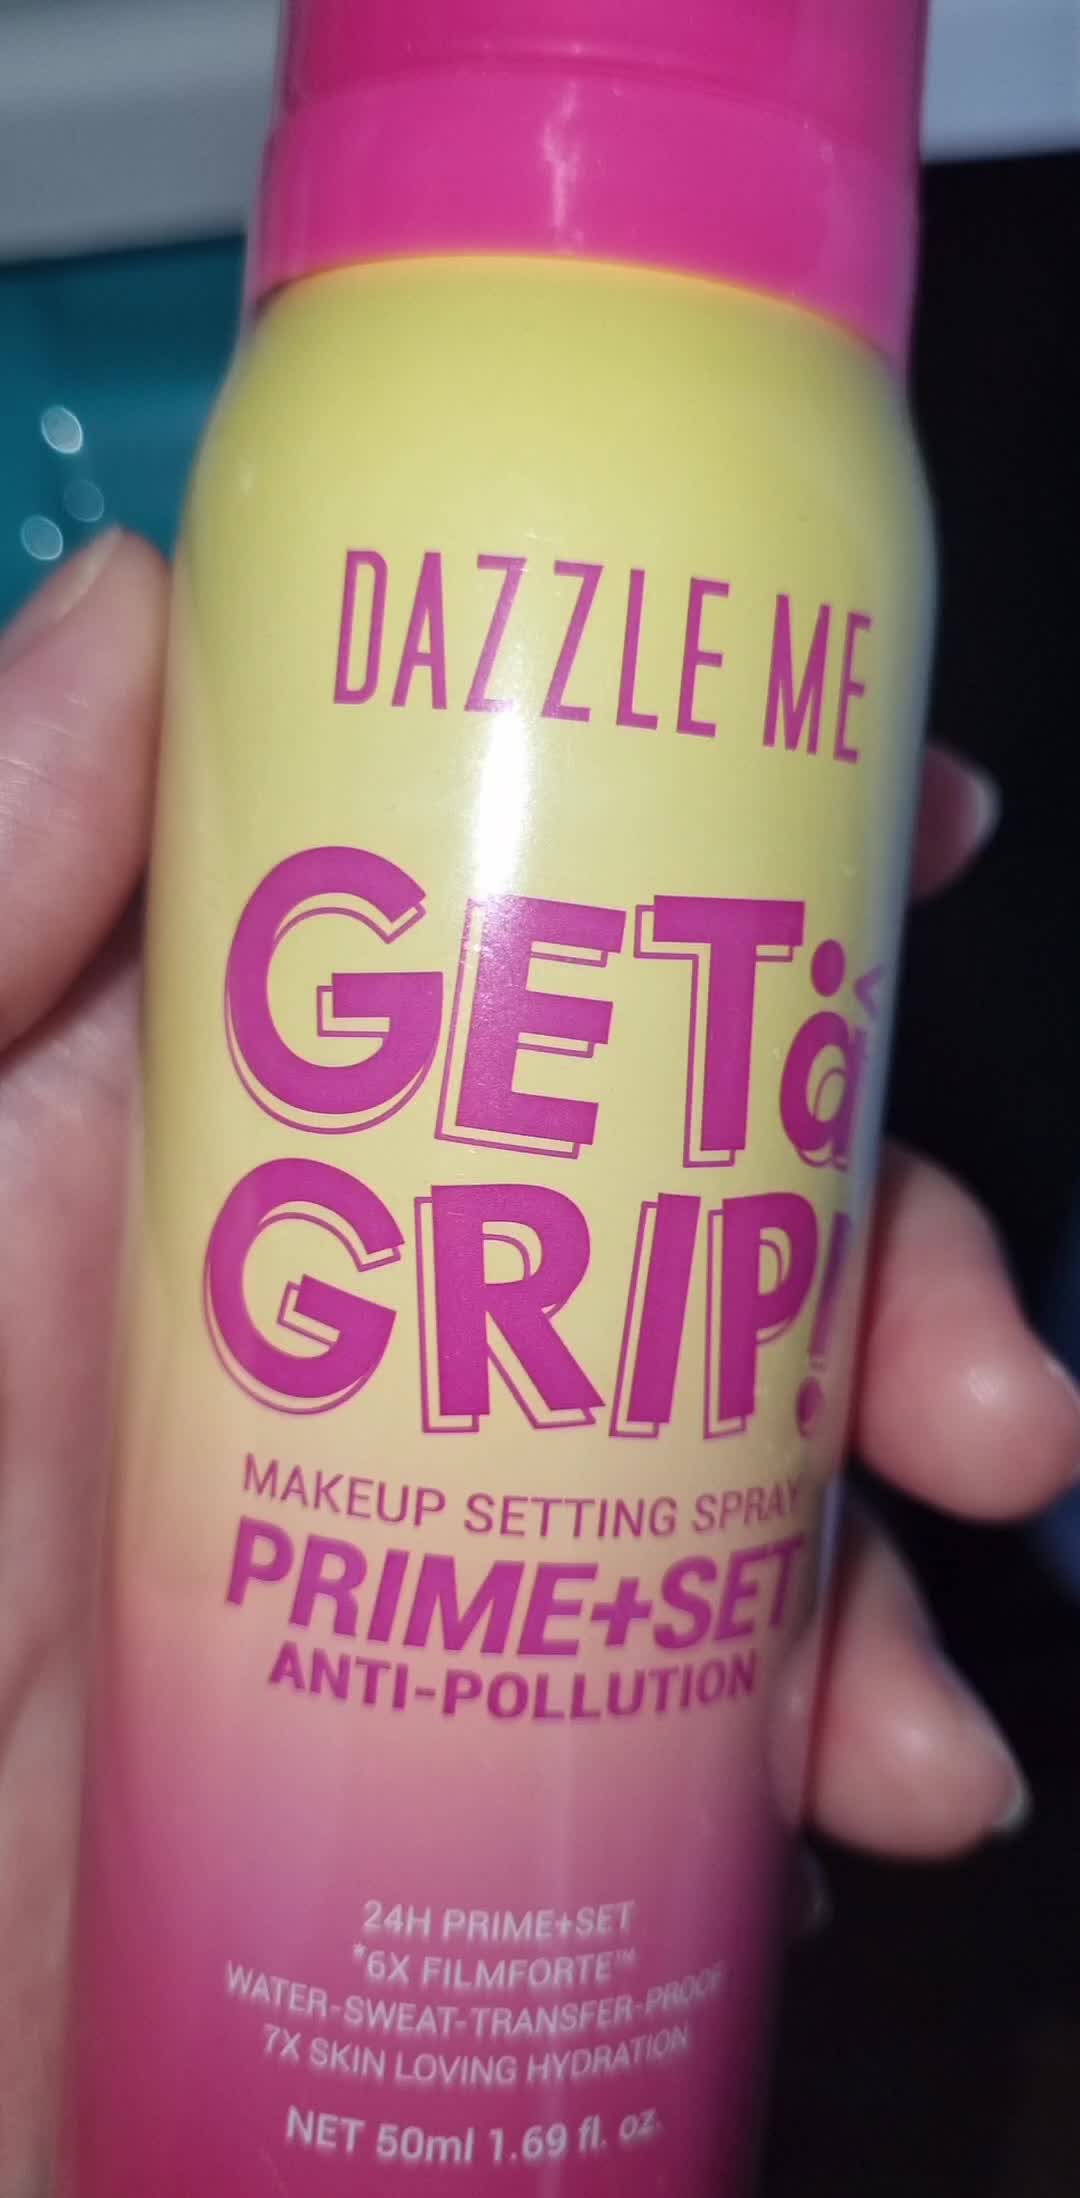 DAZZLE ME
GET a
GRIP!
MAKEUP SETTING SPRAY
PRIME+SET
ANTI-POLLUTION
24H PRIME+SET
*6X FILMFORTE™
WATER-SWEAT-TRANSFER-PROOF
7X SKIN LOVING HYDRATION
NET 50ml 1.69 fl. oz.